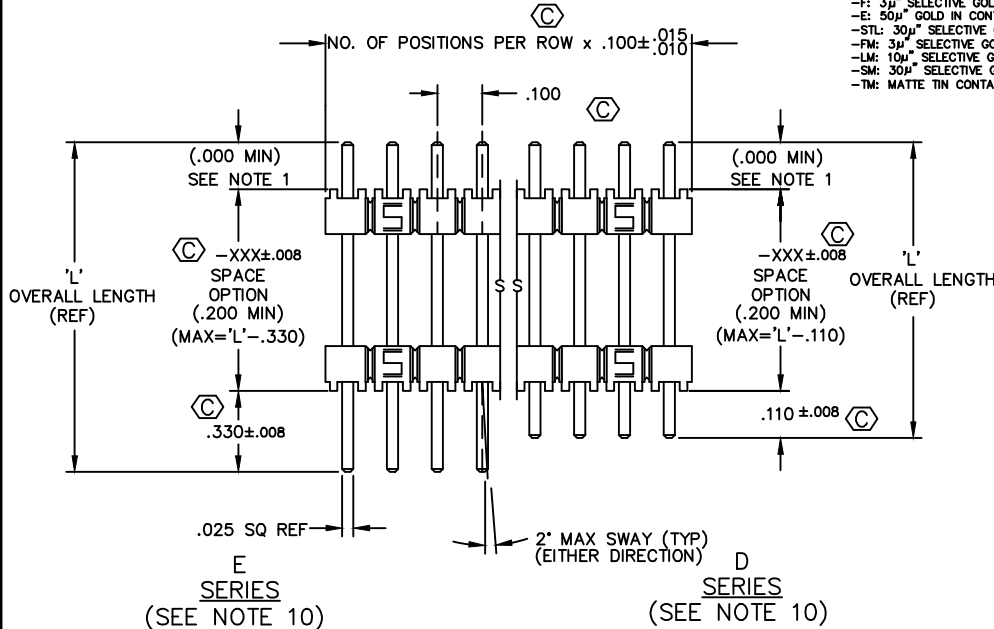 -F: 3µ" SELECTIVE GOL
-E: 50µ" GOLD IN CON
-STL: 30µ" SELECTIVE
-FM: 3µ" SELECTIVE GO
-LM: 10µ" SELECTIVE G
-SM: 30µ" SELECTIVE G
-TM: MATTE TIN CONTA
C
NO. OF POSITIONS PER ROW x .100± .015
.010
.100
C
(.000 MIN)
SEE NOTE 1
(.000 MIN)
SEE NOTE 1
'L'
OVERALL LENGTH
(REF)
C -XXX±.008
SPACE
OPTION
(.200 MIN)
(MAX='L'-.330)
S S
C
-XXX±.008
SPACE
OPTION
(.200 MIN)
(MAX='L'-.110)
'L'
OVERALL LENGTH
(REF)
C
.330±.008
.110 ±.008 C
.025 SQ REF
2° MAX SWAY (TYP)
(EITHER DIRECTION)
E
SERIES
(SEE NOTE 10)
D
SERIES
(SEE NOTE 10)